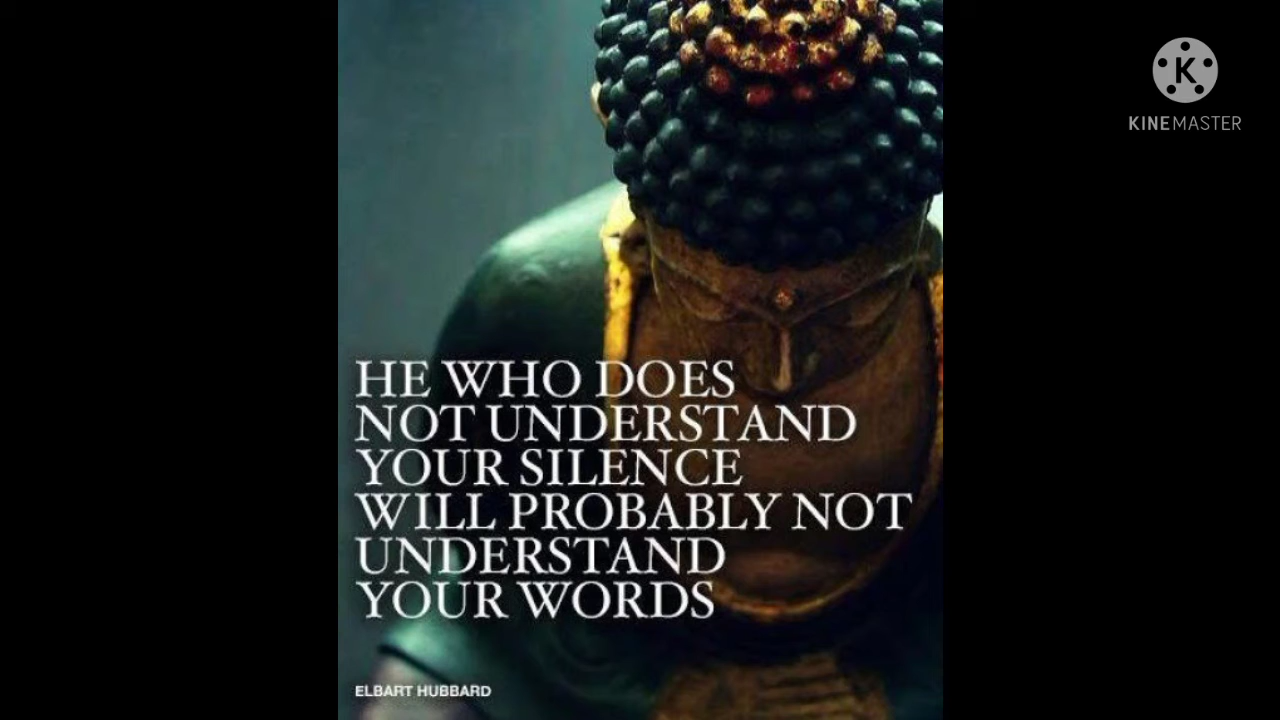 KINEMASTER
HE WHO DOES
NOT UNDERSTAND
YOUR SILENCE
WILL PROBABLY NOT
UNDERSTAND
YOUR WORDS
ELBART HUBBARD